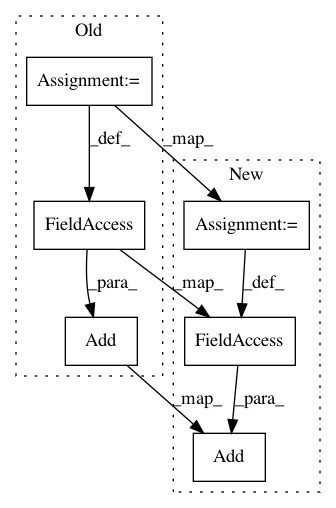 Old
Assignment:=
_def_
_map_
New
FieldAccess
Assignment:=
_para_
_map_
_def_
Add
FieldAccess
_map_
_para_
Add